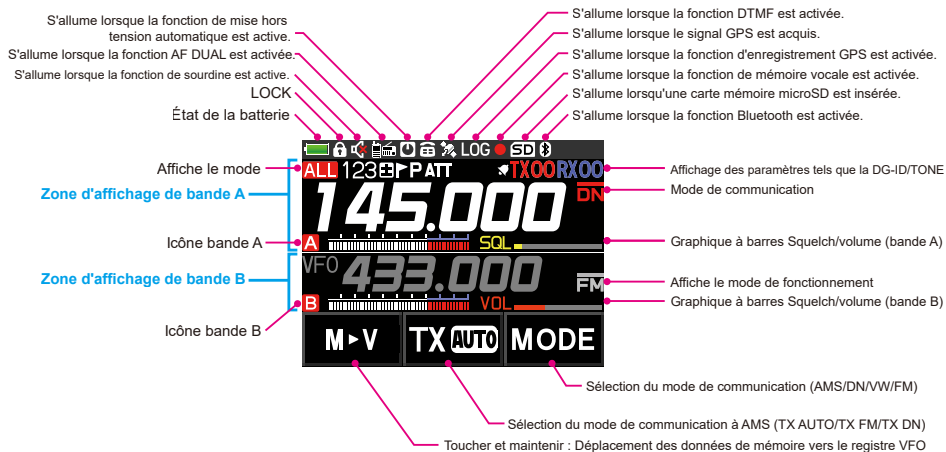 S'allume lorsque la fonction de mise hors
tension automatique est active.
S'allume lorsque la fonction AF DUAL est activée.
S'allume lorsque la fonction de sourdine est active.
LOCK
État de la batterie
S'allume lorsque la fonction DTMF est activée.
S'allume lorsque le signal GPS est acquis.
S'allume lorsque la fonction d'enregistrement GPS est activée.
S'allume lorsque la fonction de mémoire vocale est activée.
S'allume lorsqu'une carte mémoire microSD est insérée.
S'allume lorsque la fonction Bluetooth est activée.
LOG SD
Affiche le mode
ALL 123 P ATT TX00 RX00
Affichage des paramètres tels que la DG-ID/TONE
Zone d'affichage de bande A
145.000
DN
Mode de communication
Icône bande A
A SQL
Graphique à barres Squelch/volume (bande A)
Zone d'affichage de bande B
VFO 433.000
FM
Affiche le mode de fonctionnement
B VOL
Graphique à barres Squelch/volume (bande B)
Icône bande B
M►V TX AUTO MODE
Sélection du mode de communication (AMS/DN/VW/FM)
Sélection du mode de communication à AMS (TX AUTO/TX FM/TX DN)
Toucher et maintenir : Déplacement des données de mémoire vers le registre VFO